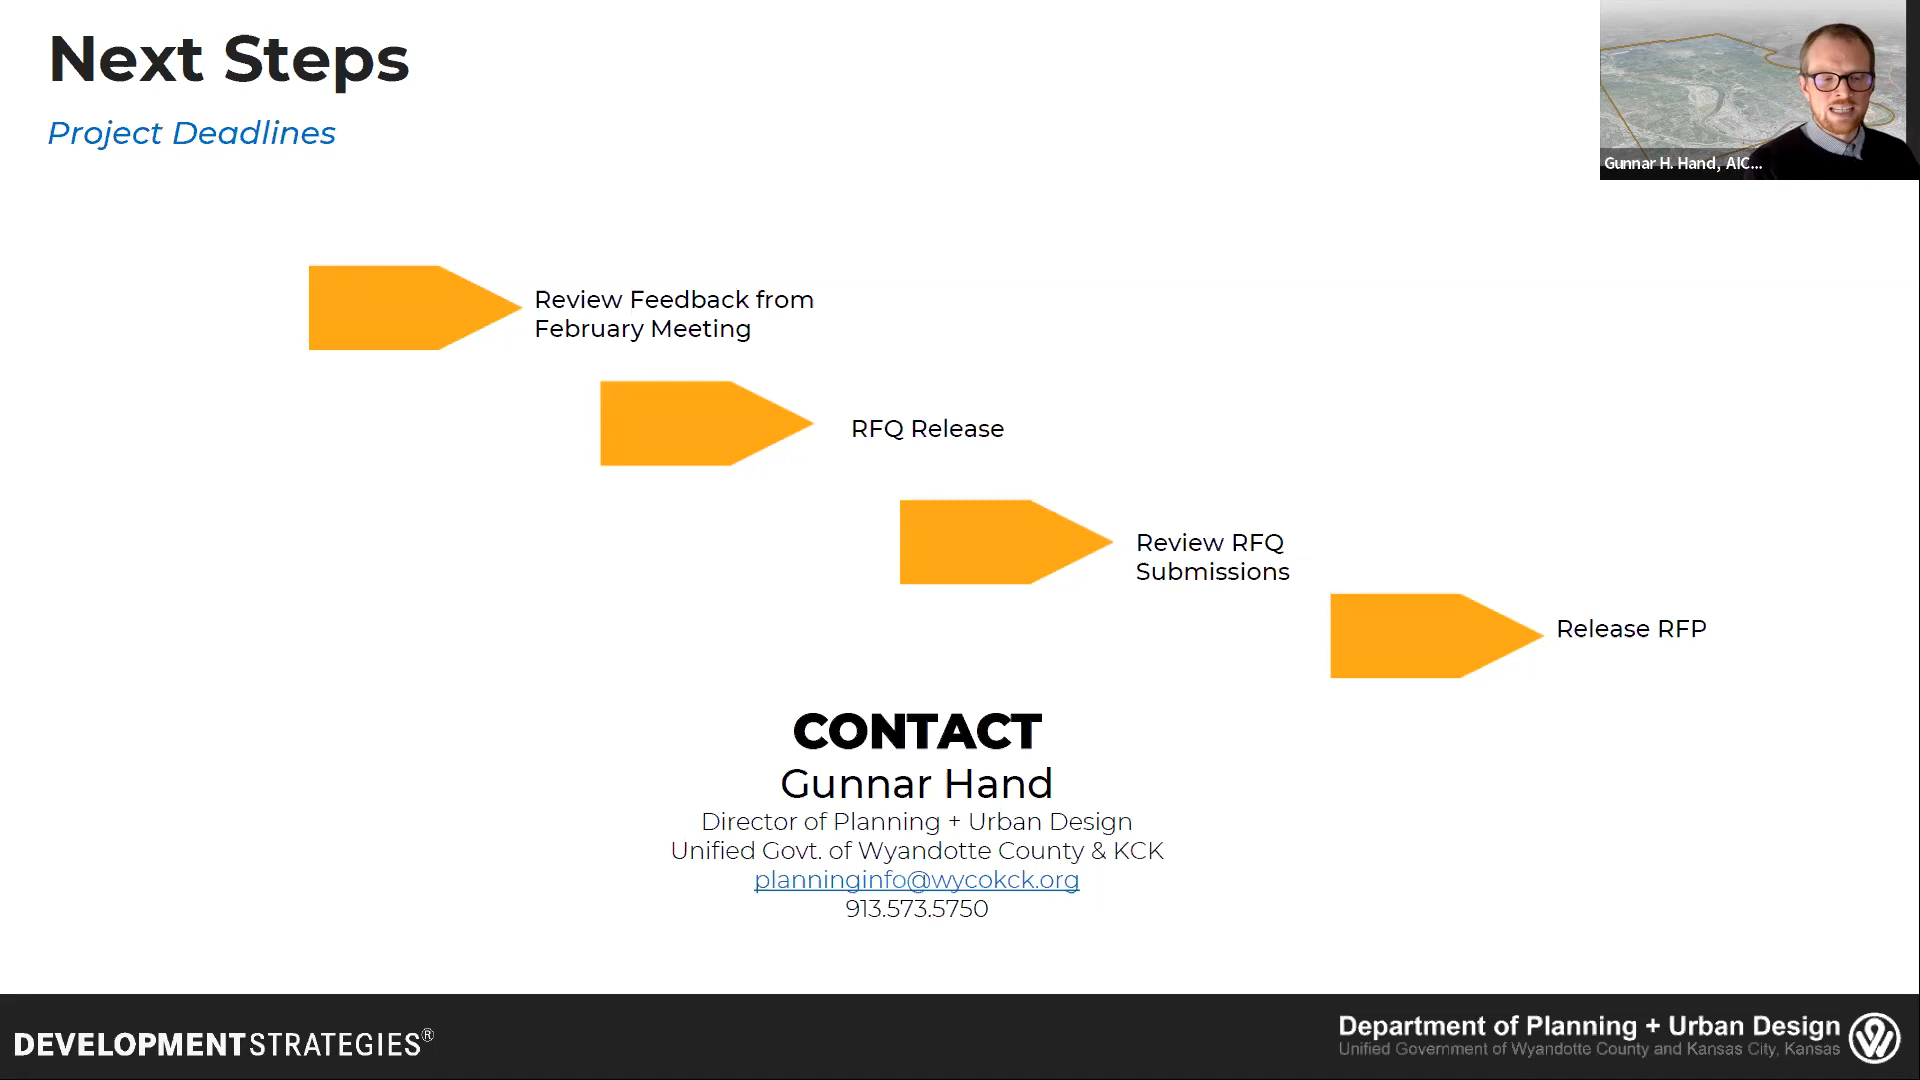 Next Steps
Project Deadlines
Gunnar H. Hand, AIC...
Review Feedback from
February Meeting
RFQ Release
Review RFQ
Submissions
Release RFP
CONTACT
Gunnar Hand
Director of Planning + Urban Design
Unified Govt. of Wyandotte County & KCK
planninginfo@wycokck.org
913.573.5750
DEVELOPMENTSTRATEGIES®
Department of Planning + Urban Design
Unified Government of Wyandotte County and Kansas City, Kansas